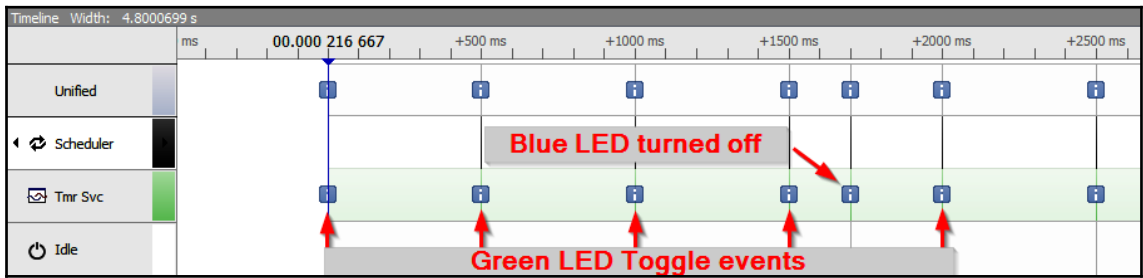 Timeline Width: 4.8000699 s
ms 00.000 216 667 +500 ms +1000 ms +1500 ms +2000 ms +2500 ms
Unified
Scheduler
Blue LED turned off
Tmr Svc
Idle
Green LED Toggle events